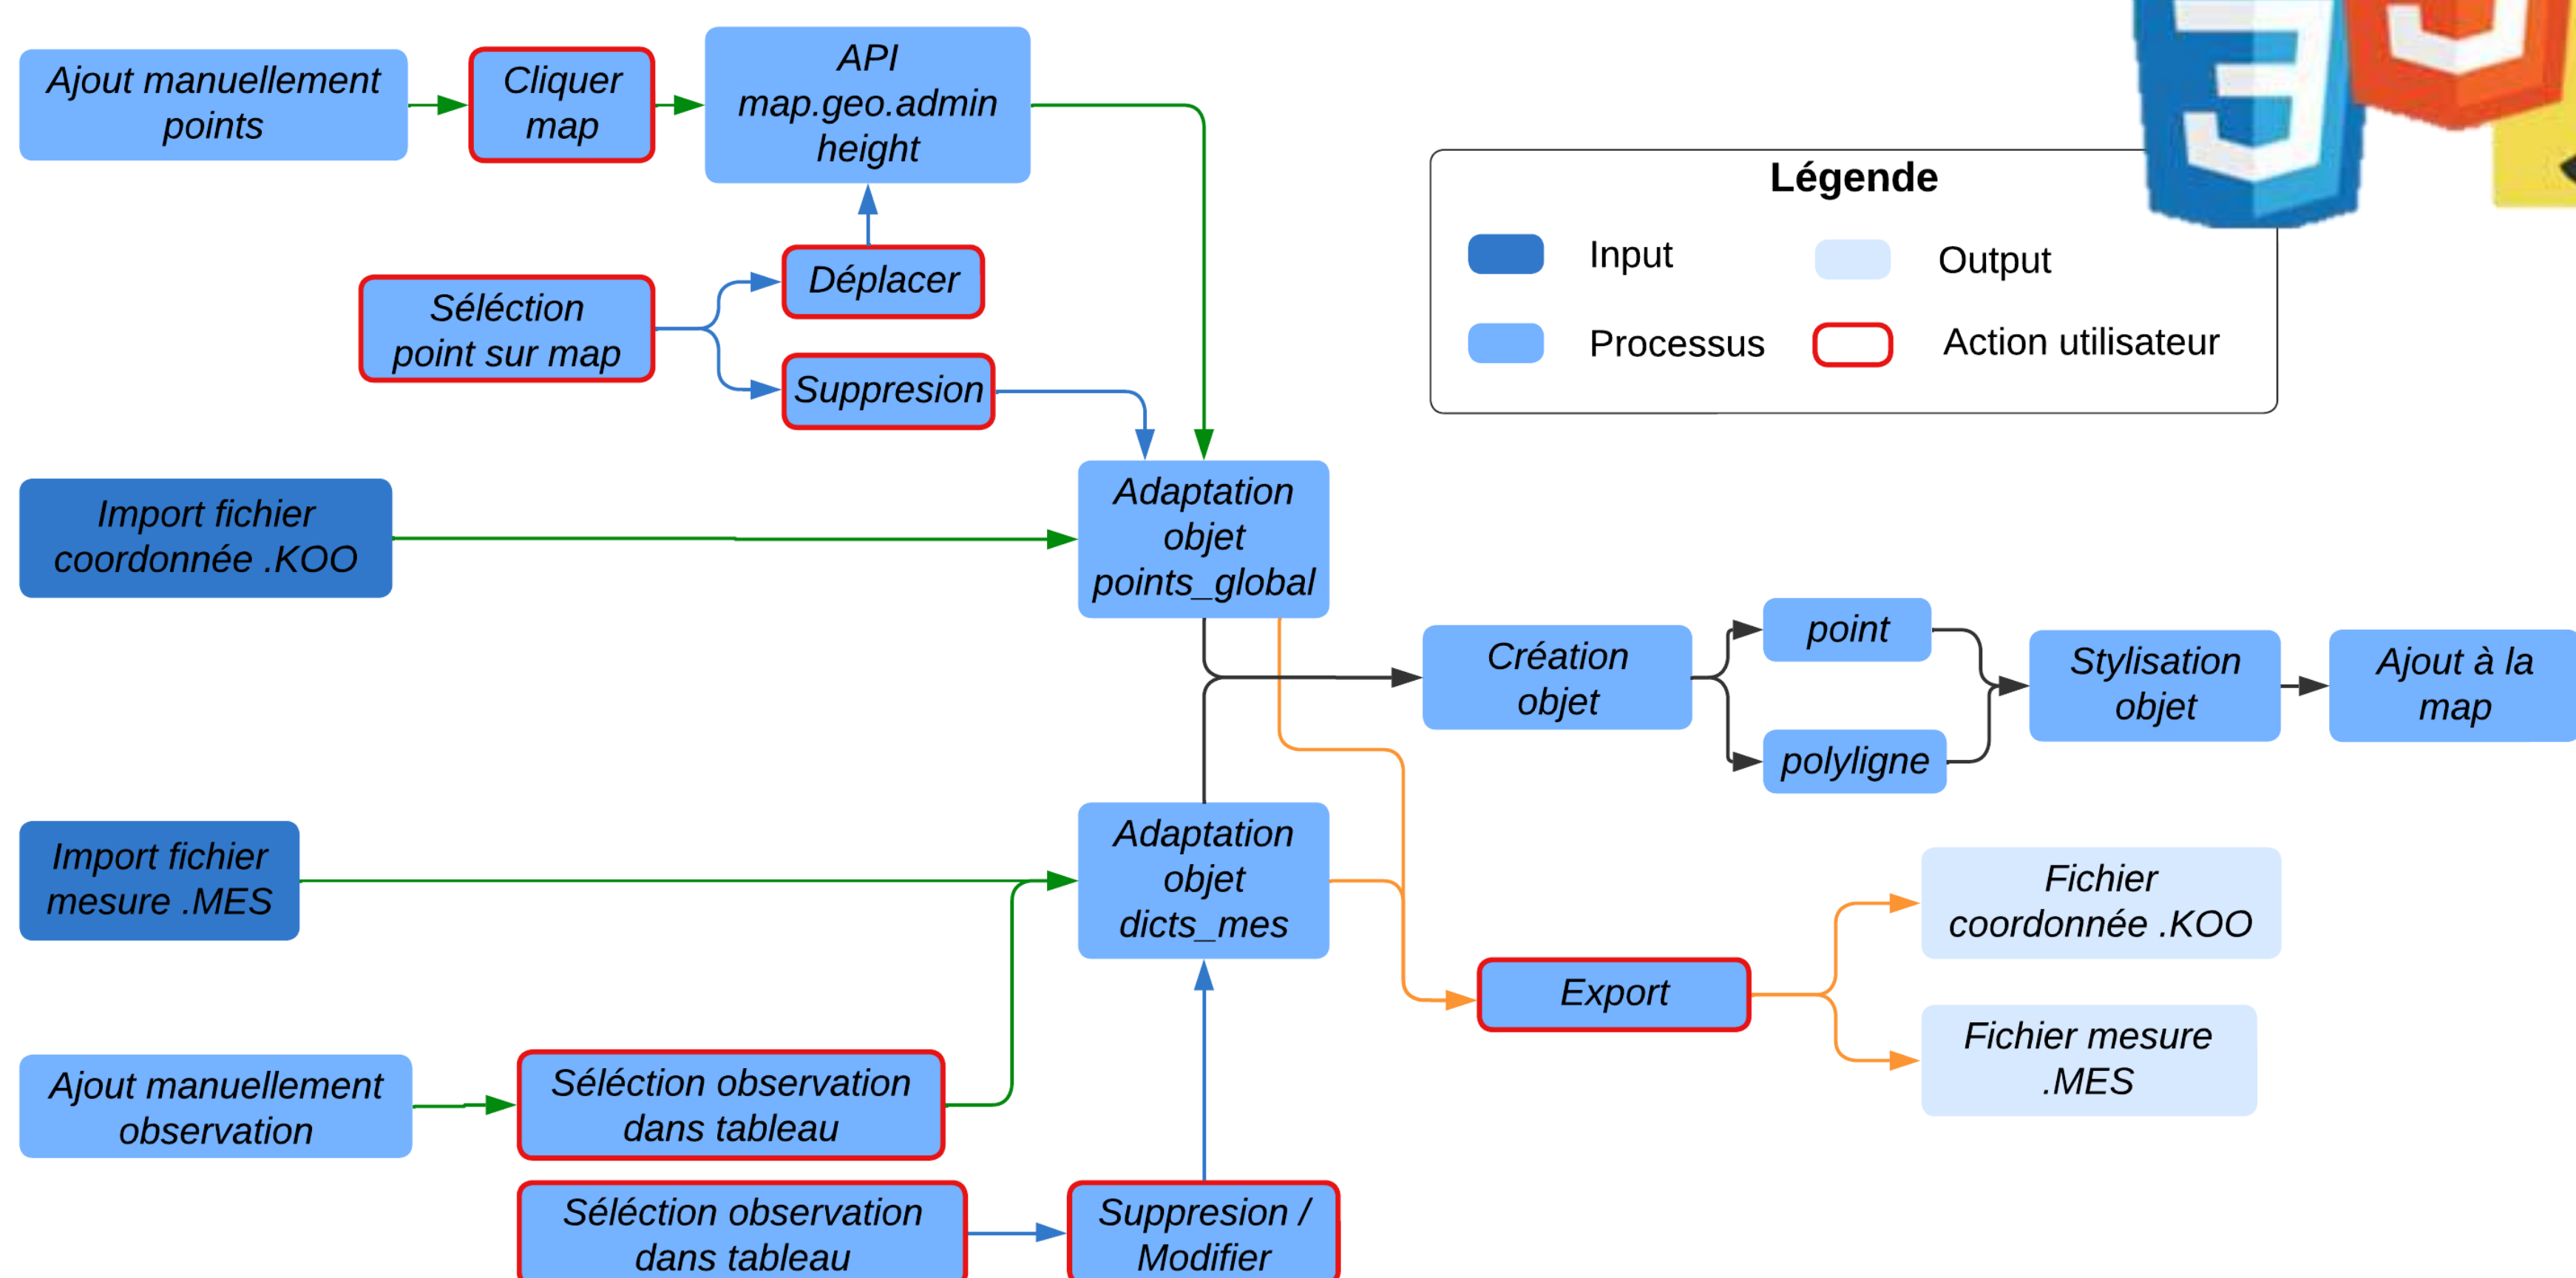 Ajout manuellement
points
Cliquer
map
API
map.geo.admin
height
Légende
Input
Output
Processus
Action utilisateur
Déplacer
Séléction
point sur map
Suppresion
Import fichier
coordonnée .KOO
Adaptation
objet
points_global
Création
objet
point
polyligne
Stylisation
objet
Ajout à la
map
Import fichier
mesure .MES
Adaptation
objet
dicts_mes
Export
Fichier
coordonnée .KOO
Fichier mesure
.MES
Ajout manuellement
observation
Séléction observation
dans tableau
Séléction observation
dans tableau
Suppresion /
Modifier